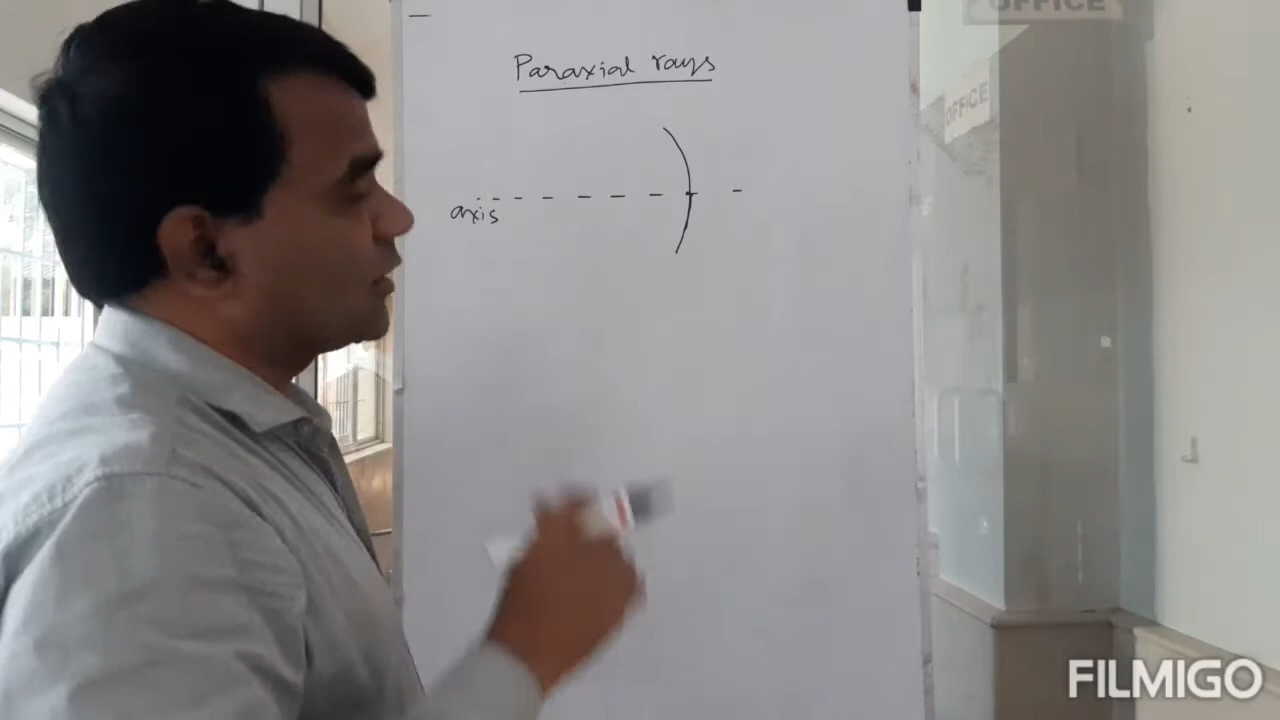 OFFICE
Paraxial rays
OFFICE
axis
FILMIGO